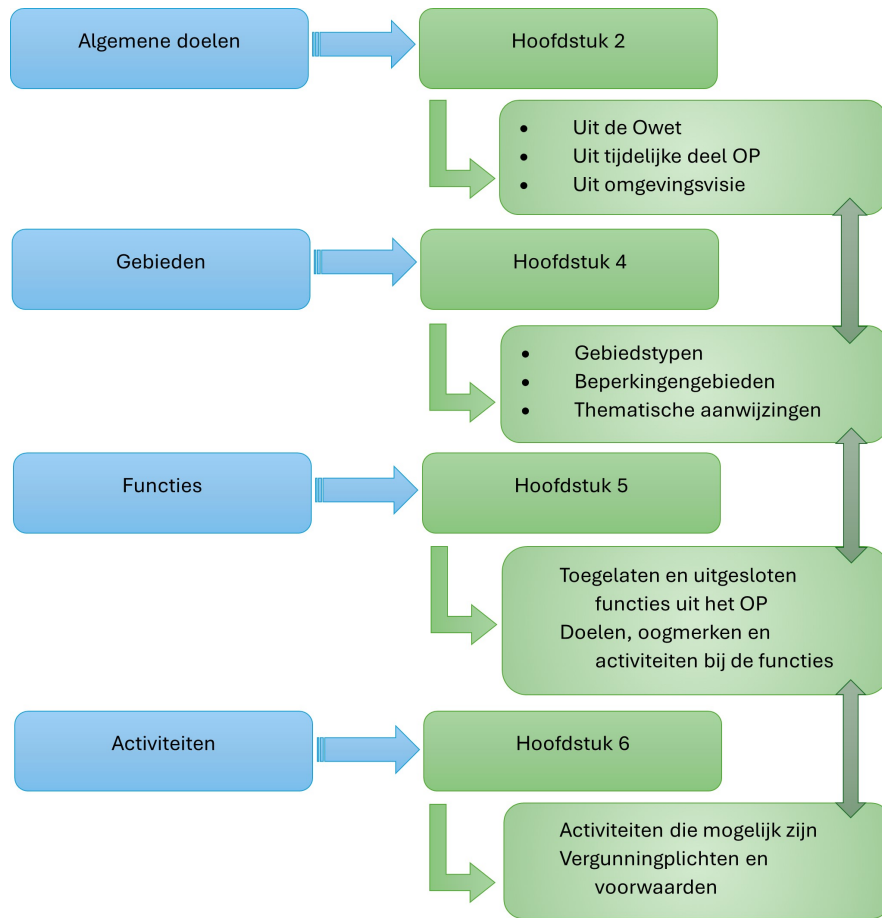 Algemene doelen
Hoofdstuk 2
• Uit de Owet
• Uit tijdelijke deel OP
• Uit omgevingsvisie
Gebieden
Hoofdstuk 4
• Gebiedstypen
• Beperkingengebieden
• Thematische aanwijzingen
Functies
Hoofdstuk 5
Toegelaten en uitgesloten
functies uit het OP
Doelen, oogmerken en
activiteiten bij de functies
Activiteiten
Hoofdstuk 6
Activiteiten die mogelijk zijn
Vergunningplichten en
voorwaarden